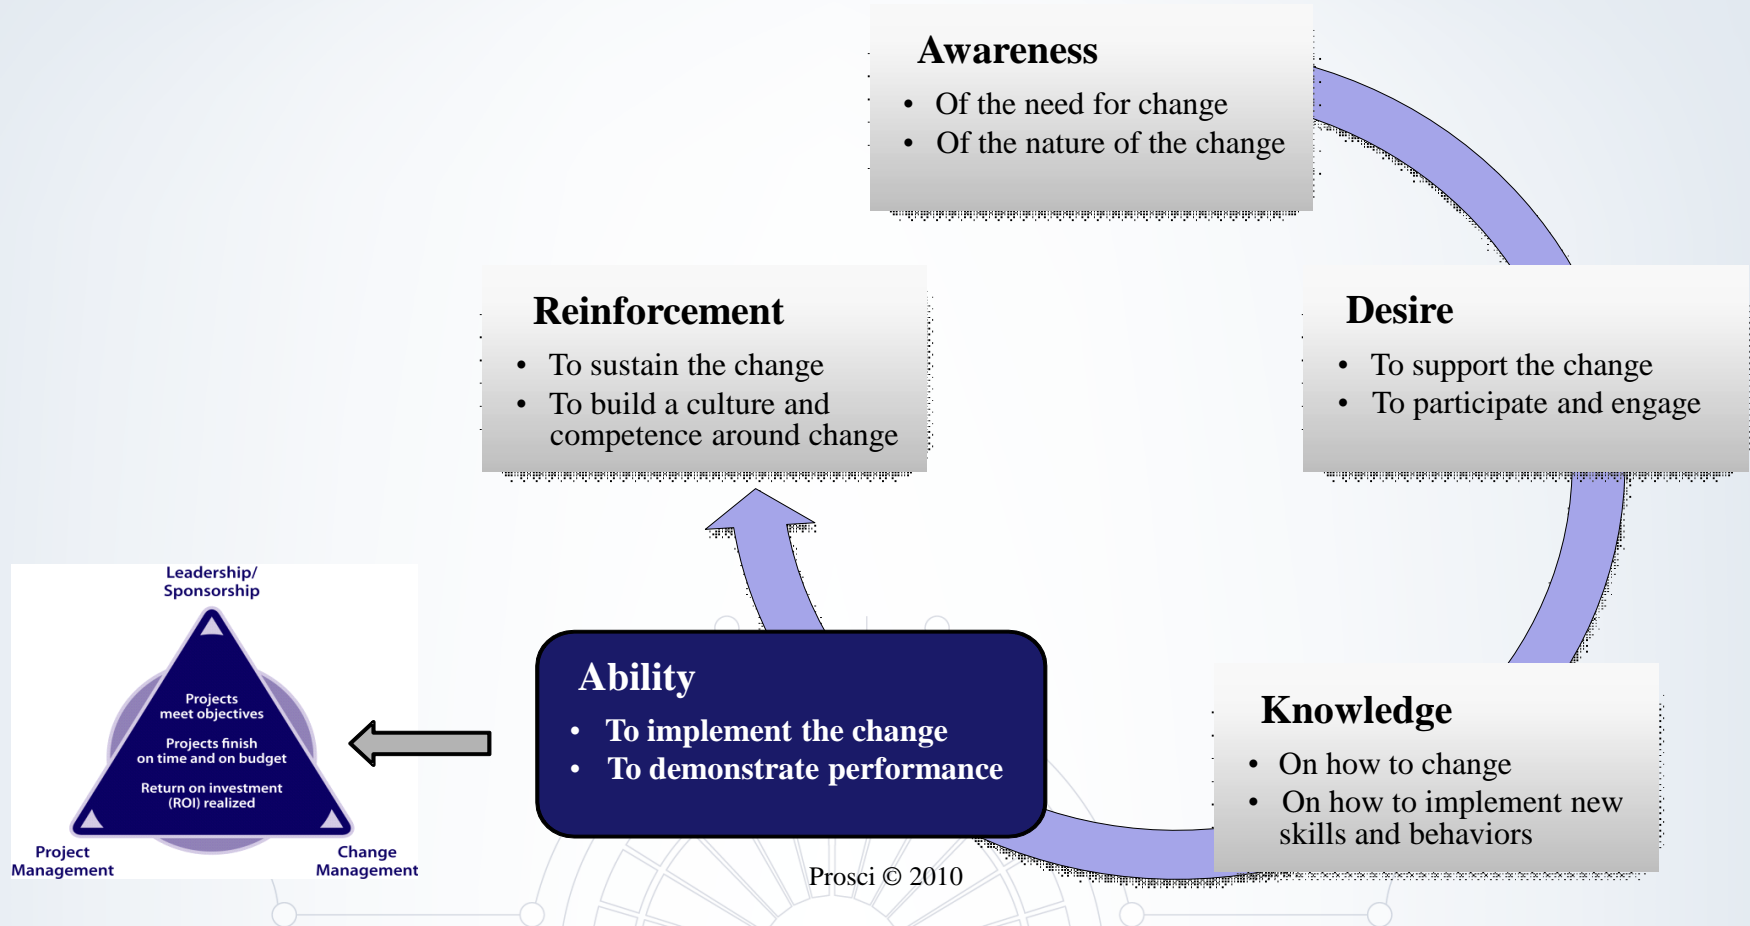 Awareness
• Of the need for change
• Of the nature of the change
Desire
• To support the change
• To participate and engage
Knowledge
• On how to change
• On how to implement new
skills and behaviors
Ability
• To implement the change
• To demonstrate performance
Reinforcement
• To sustain the change
• To build a culture and
competence around change
Leadership/
Sponsorship
Projects
meet objectives
Projects finish
on time and on budget
Return on investment
(ROI) realized
Project
Management
Change
Management
Prosci © 2010